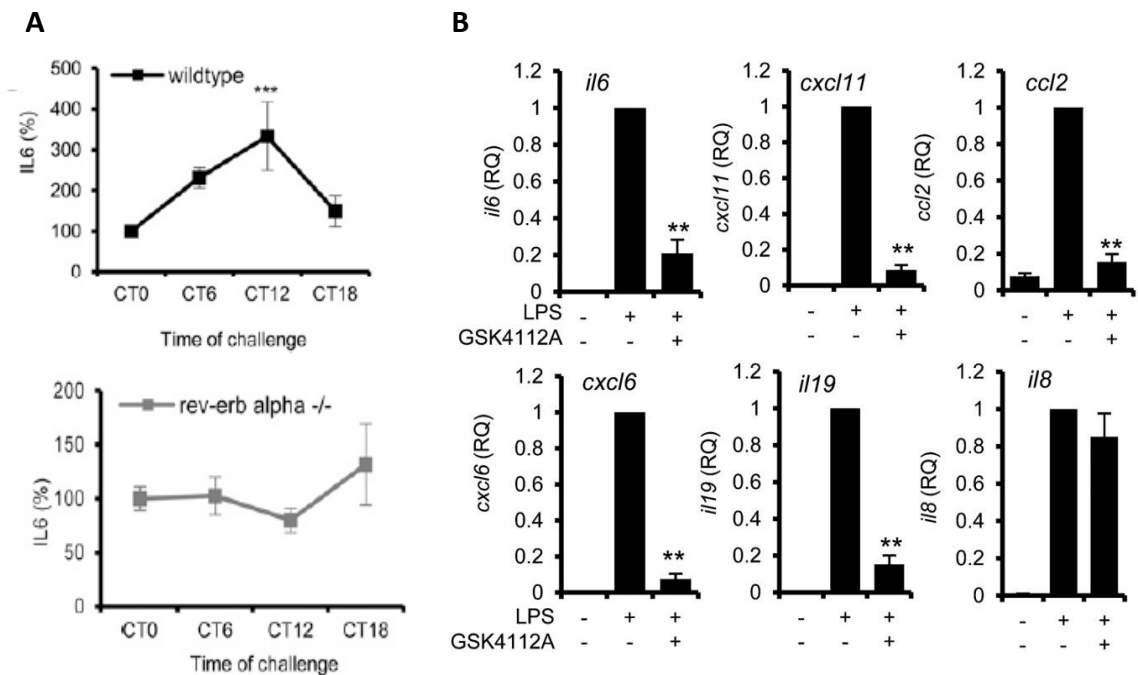 A
B
500
400
300
200
100
0
IL6 (%)
wildtype
***
CT0
CT6
CT12
CT18
Time of challenge
200
150
100
50
0
IL6 (%)
rev-erb alpha -/-
CT0
CT6
CT12
CT18
Time of challenge
1.2
1
0.8
0.6
0.4
0.2
0
il6 (RQ)
il6
**
LPS - + +
GSK4112A - - +
1.2
1
0.8
0.6
0.4
0.2
0
cxcl11 (RQ)
cxcl11
**
- + +
- - +
1.2
1
0.8
0.6
0.4
0.2
0
ccl2 (RQ)
ccl2
**
- + +
- - +
1.2
1
0.8
0.6
0.4
0.2
0
cxcl6 (RQ)
cxcl6
**
LPS - + +
GSK4112A - - +
1.2
1
0.8
0.6
0.4
0.2
0
il19 (RQ)
il19
**
- + +
- - +
1.2
1
0.8
0.6
0.4
0.2
0
il8 (RQ)
il8
- + +
- - +